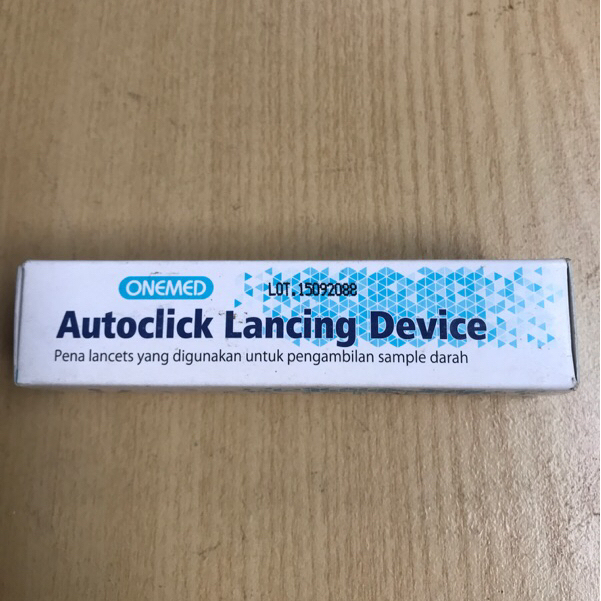 ONEMED
LOT.15092088
Autoclick Lancing Device
Pena lancets yang digunakan untuk pengambilan sample darah